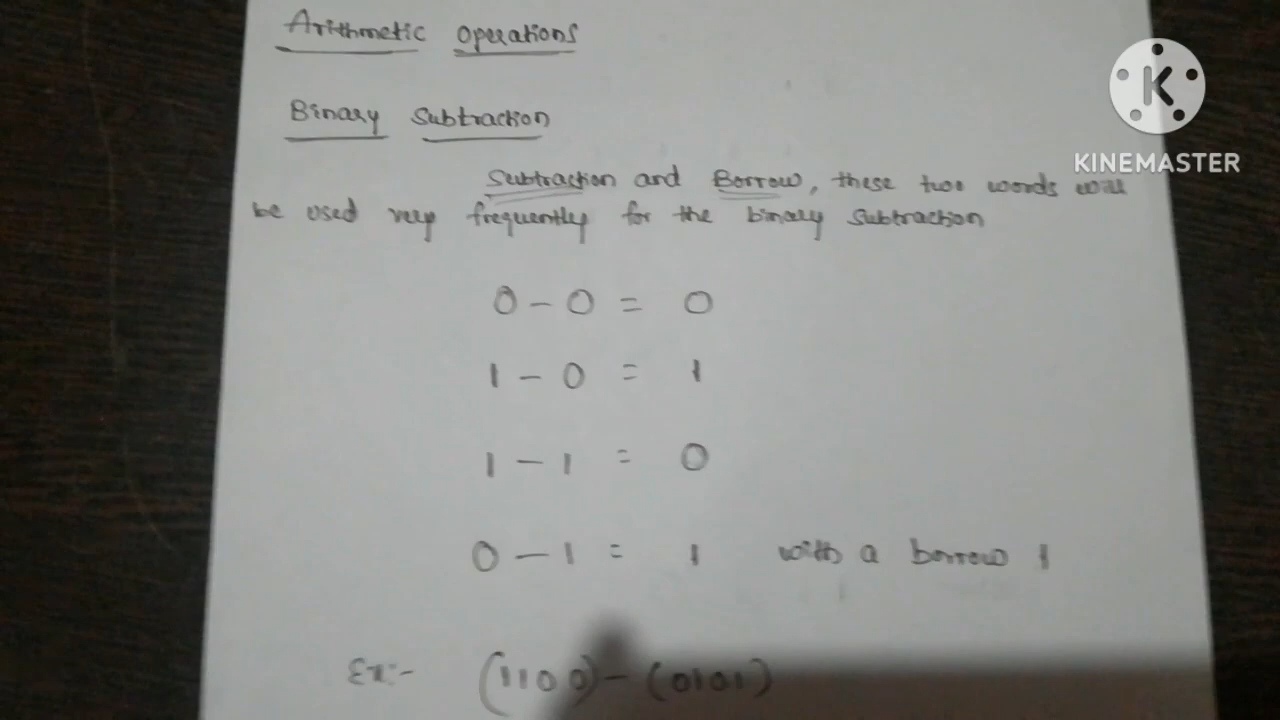 Arithmetic Operations
Binary Subtraction
Subtraction and Borrow, these two words will
be used very frequently for the binary subtraction
0 - 0 = 0
1 - 0 = 1
1 - 1 = 0
0 - 1 = 1 with a borrow 1
Ex:- (1100) - (0101)
K
KINEMASTER